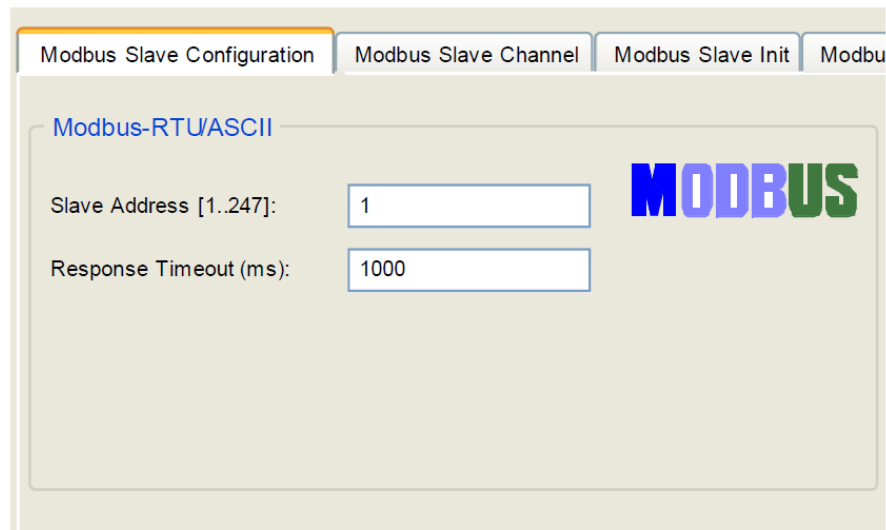 Modbus Slave Configuration Modbus Slave Channel Modbus Slave Init Modbu
Modbus-RTU/ASCII
MODBUS
Slave Address [1..247]: 1
Response Timeout (ms): 1000